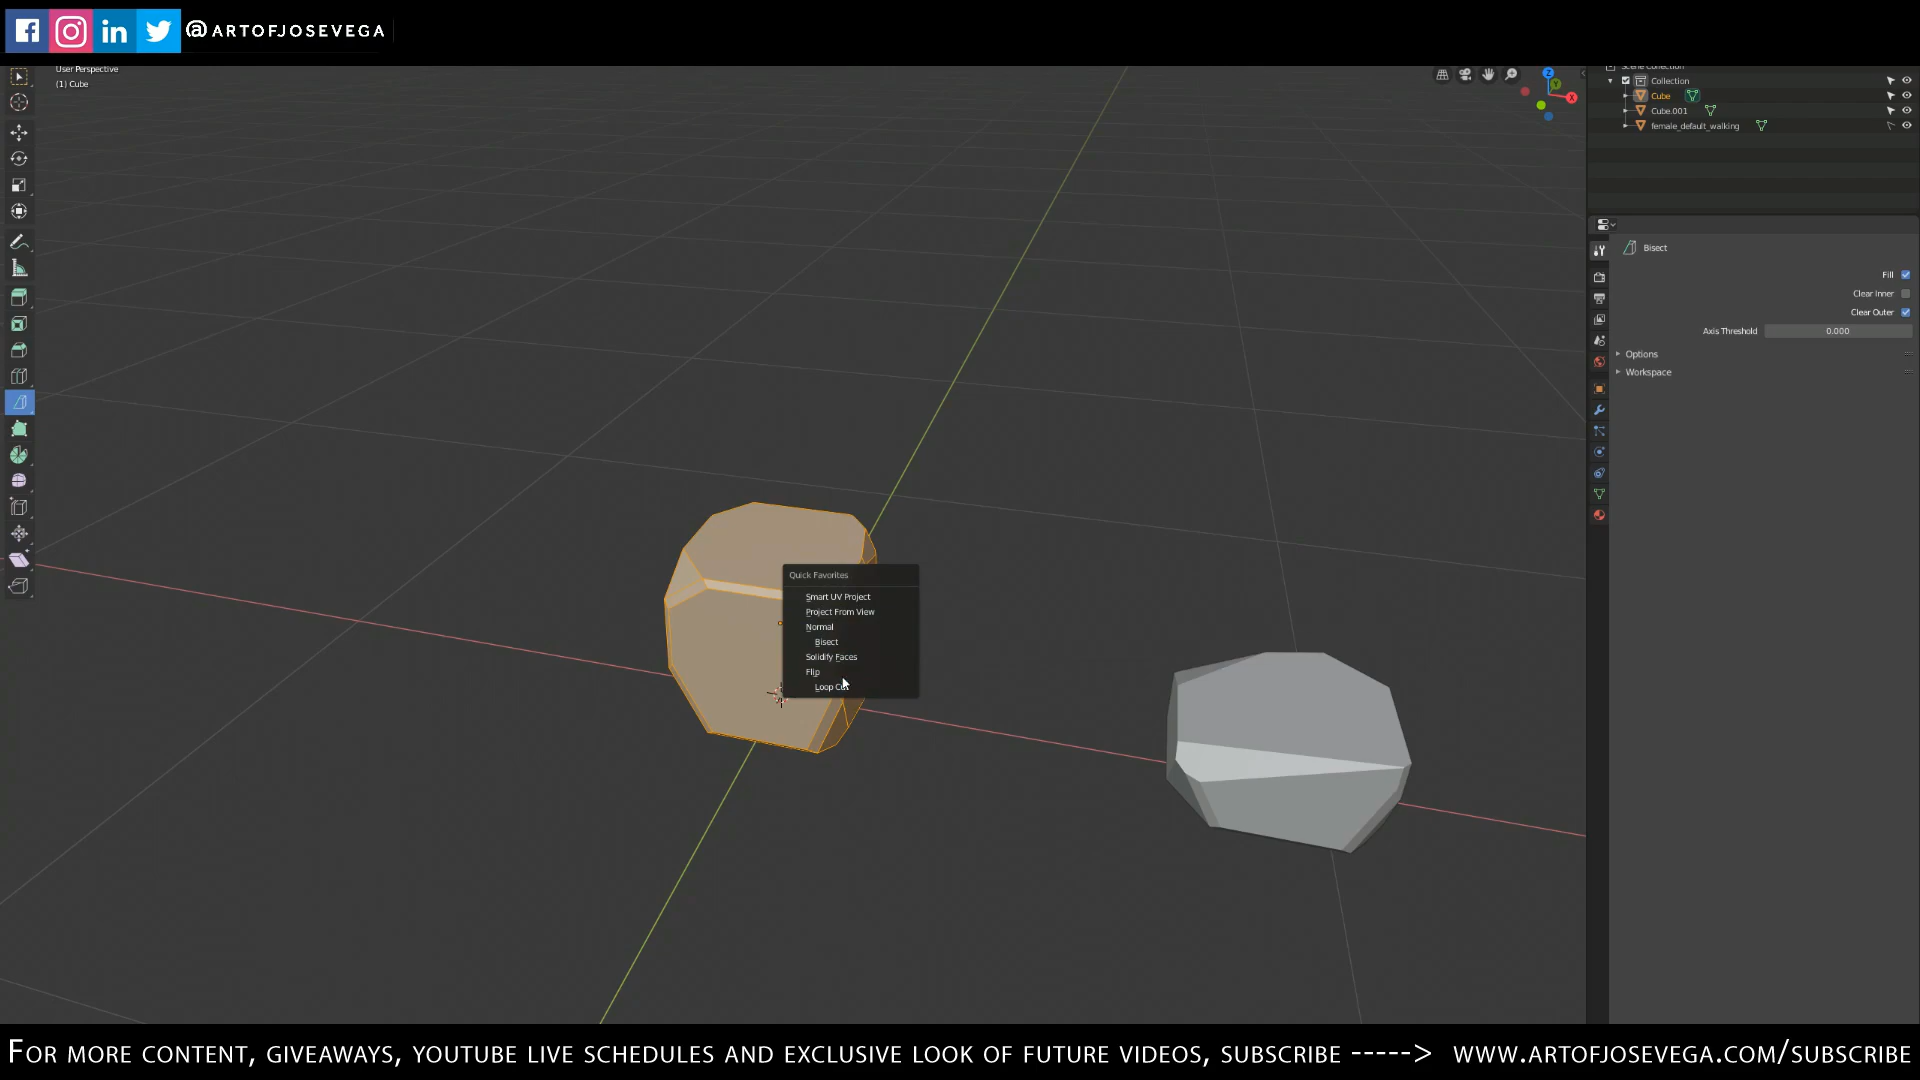 @ARTOFJOSEVEGA
User Perspective
(1) Cube
Scene Collection
Collection
Cube
Cube.001
female_default_walking
Bisect
Fill
Clear Inner
Clear Outer
Axis Threshold 0.000
Options
Workspace
Quick Favorites
Smart UV Project
Project From View
Normal
Bisect
Solidify Faces
Flip
Loop
FOR MORE CONTENT, GIVEAWAYS, YOUTUBE LIVE SCHEDULES AND EXCLUSIVE LOOK OF FUTURE VIDEOS, SUBSCRIBE -----> WWW.ARTOFJOSEVEGA.COM/SUBSCRIBE